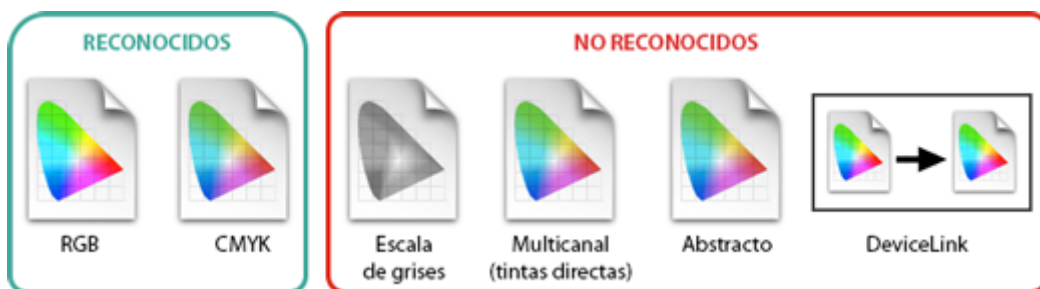 RECONOCIDOS
NO RECONOCIDOS
RGB
CMYK
Escala
de grises
Multicanal
(tintas directas)
Abstracto
DeviceLink